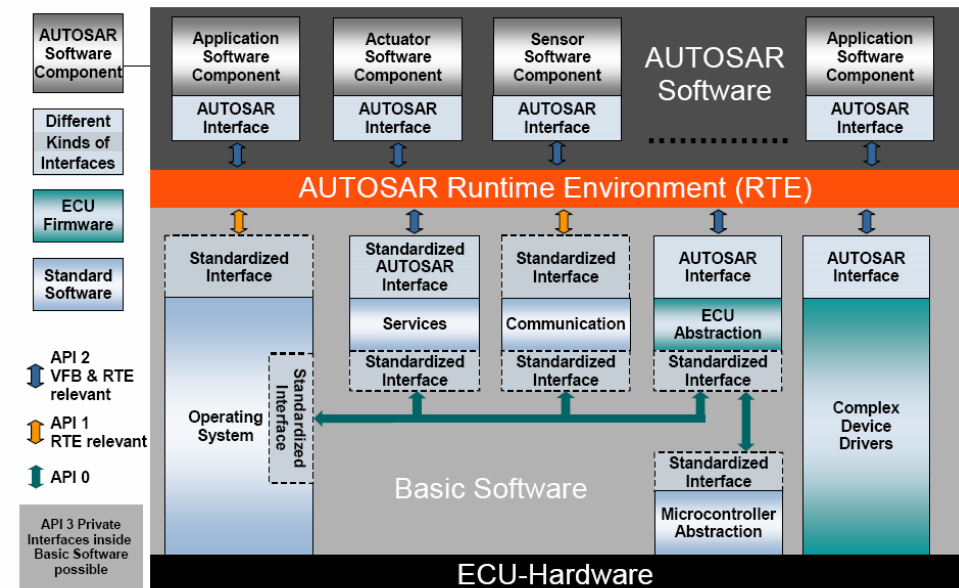 AUTOSAR
Software
Component
Different
Kinds of
Interfaces
ECU
Firmware
Standard
Software
API 2
VFB & RTE
relevant
API 1
RTE relevant
API 0
API 3 Private
Interfaces inside
Basic Software
possible
Application
Software
Component
AUTOSAR
Interface
Actuator
Software
Component
AUTOSAR
Interface
Sensor
Software
Component
AUTOSAR
Interface
AUTOSAR
Software
Application
Software
Component
AUTOSAR
Interface
AUTOSAR Runtime Environment (RTE)
Standardized
Interface
Operating
System
Standardized
Interface
Standardized
AUTOSAR
Interface
Services
Standardized
Interface
Standardized
Interface
Communication
Standardized
Interface
AUTOSAR
Interface
ECU
Abstraction
Standardized
Interface
Standardized
Interface
Microcontroller
Abstraction
AUTOSAR
Interface
Complex
Device
Drivers
Basic Software
ECU-Hardware